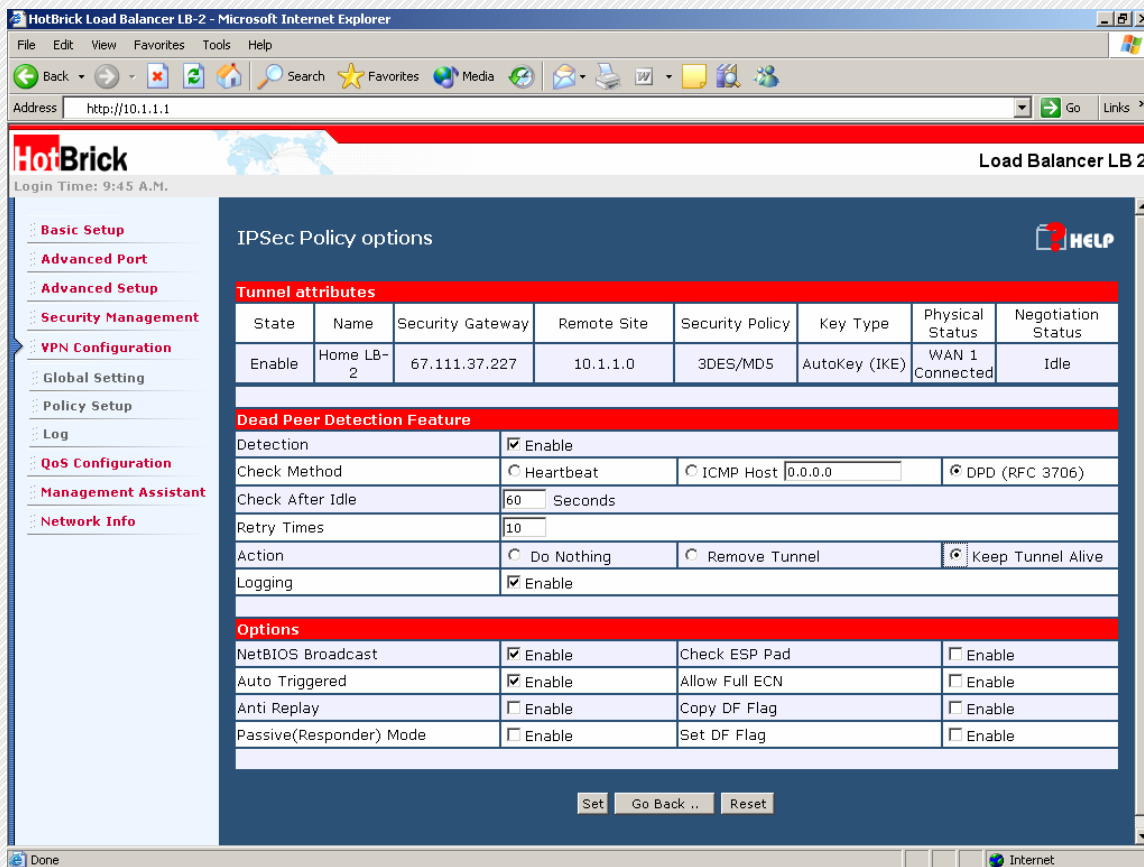 HotBrick Load Balancer LB-2 - Microsoft Internet Explorer
File Edit View Favorites Tools Help
Back Search Favorites Media
Address http://10.1.1.1 Go Links
HotBrick
Load Balancer LB 2
Login Time: 9:45 A.M.
Basic Setup
Advanced Port
Advanced Setup
Security Management
VPN Configuration
Global Setting
Policy Setup
Log
QoS Configuration
Management Assistant
Network Info
IPSec Policy options
? HELP
Tunnel attributes
State Name Security Gateway Remote Site Security Policy Key Type Physical Status Negotiation Status
Enable Home LB-2 67.111.37.227 10.1.1.0 3DES/MD5 AutoKey (IKE) WAN 1 Connected Idle
Dead Peer Detection Feature
Detection Enable
Check Method Heartbeat ICMP Host 0.0.0.0 DPD (RFC 3706)
Check After Idle 60 Seconds
Retry Times 10
Action Do Nothing Remove Tunnel Keep Tunnel Alive
Logging Enable
Options
NetBIOS Broadcast Enable Check ESP Pad Enable
Auto Triggered Enable Allow Full ECN Enable
Anti Replay Enable Copy DF Flag Enable
Passive(Responder) Mode Enable Set DF Flag Enable
Set Go Back .. Reset
Done Internet